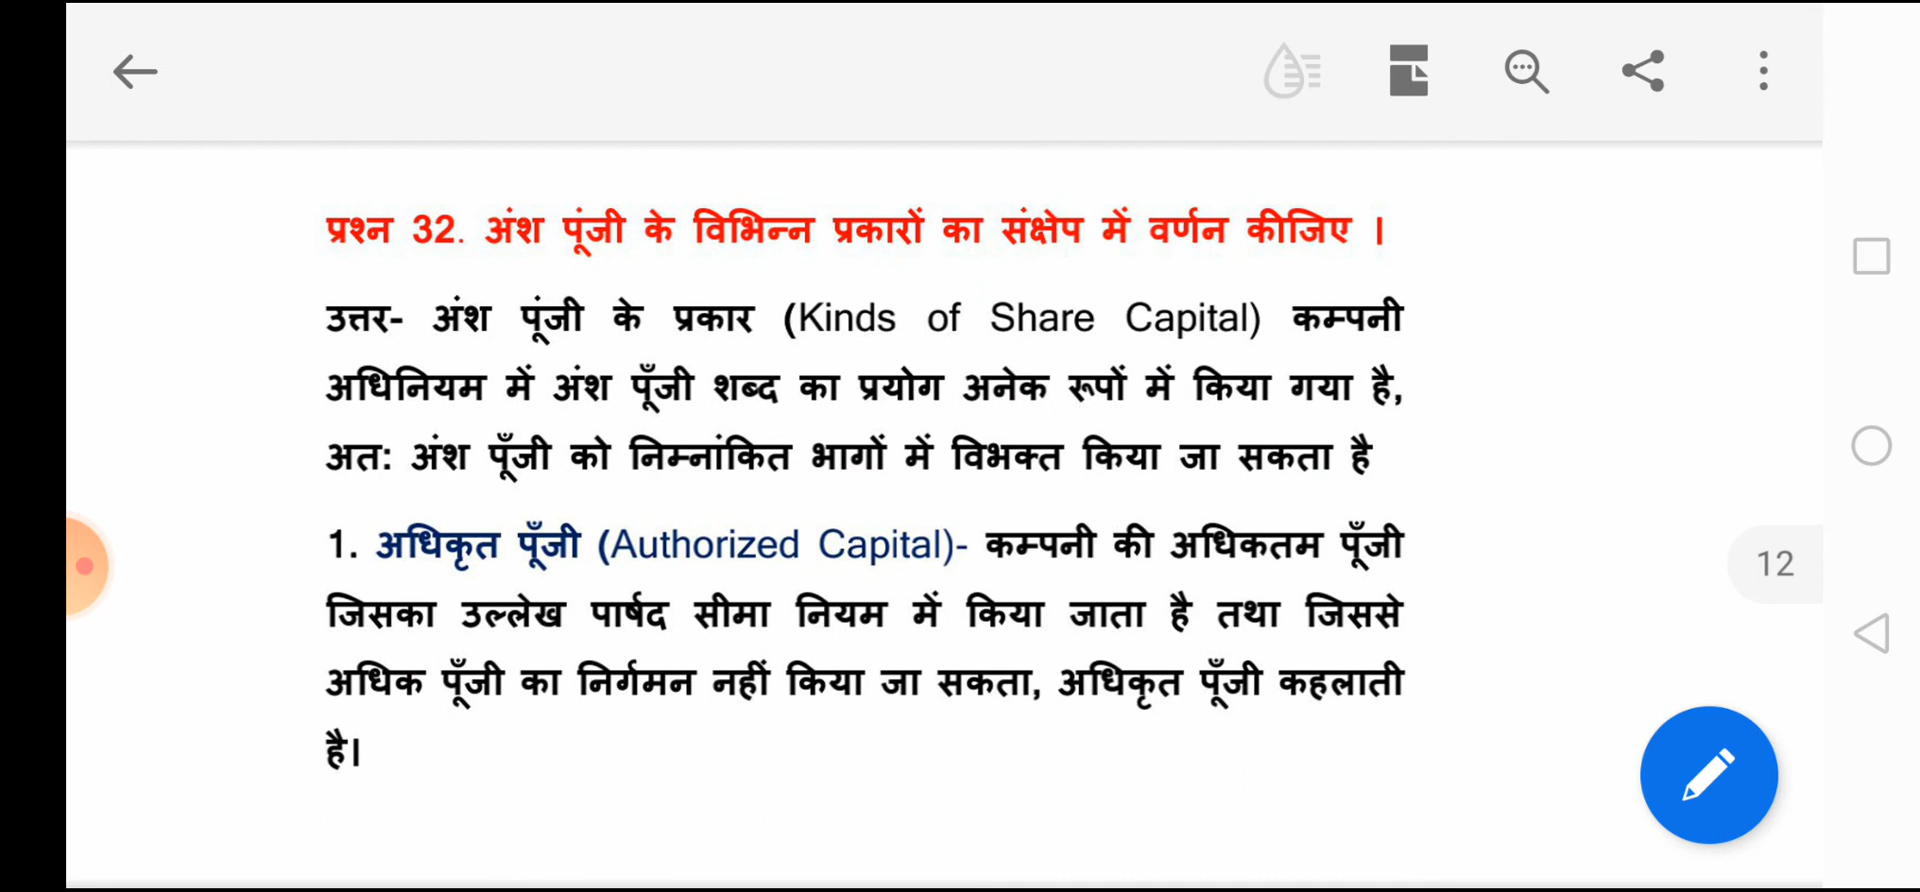 प्रश्न 32. अंश पूंजी के विभिन्न प्रकारों का संक्षेप में वर्णन कीजिए ।
उत्तर- अंश पूंजी के प्रकार (Kinds of Share Capital) कम्पनी
अधिनियम में अंश पूँजी शब्द का प्रयोग अनेक रूपों में किया गया है,
अत: अंश पूँजी को निम्नांकित भागों में विभक्त किया जा सकता है
1. अधिकृत पूँजी (Authorized Capital)- कम्पनी की अधिकतम पूँजी
जिसका उल्लेख पार्षद सीमा नियम में किया जाता है तथा जिससे
अधिक पूँजी का निर्गमन नहीं किया जा सकता, अधिकृत पूँजी कहलाती
है।
12